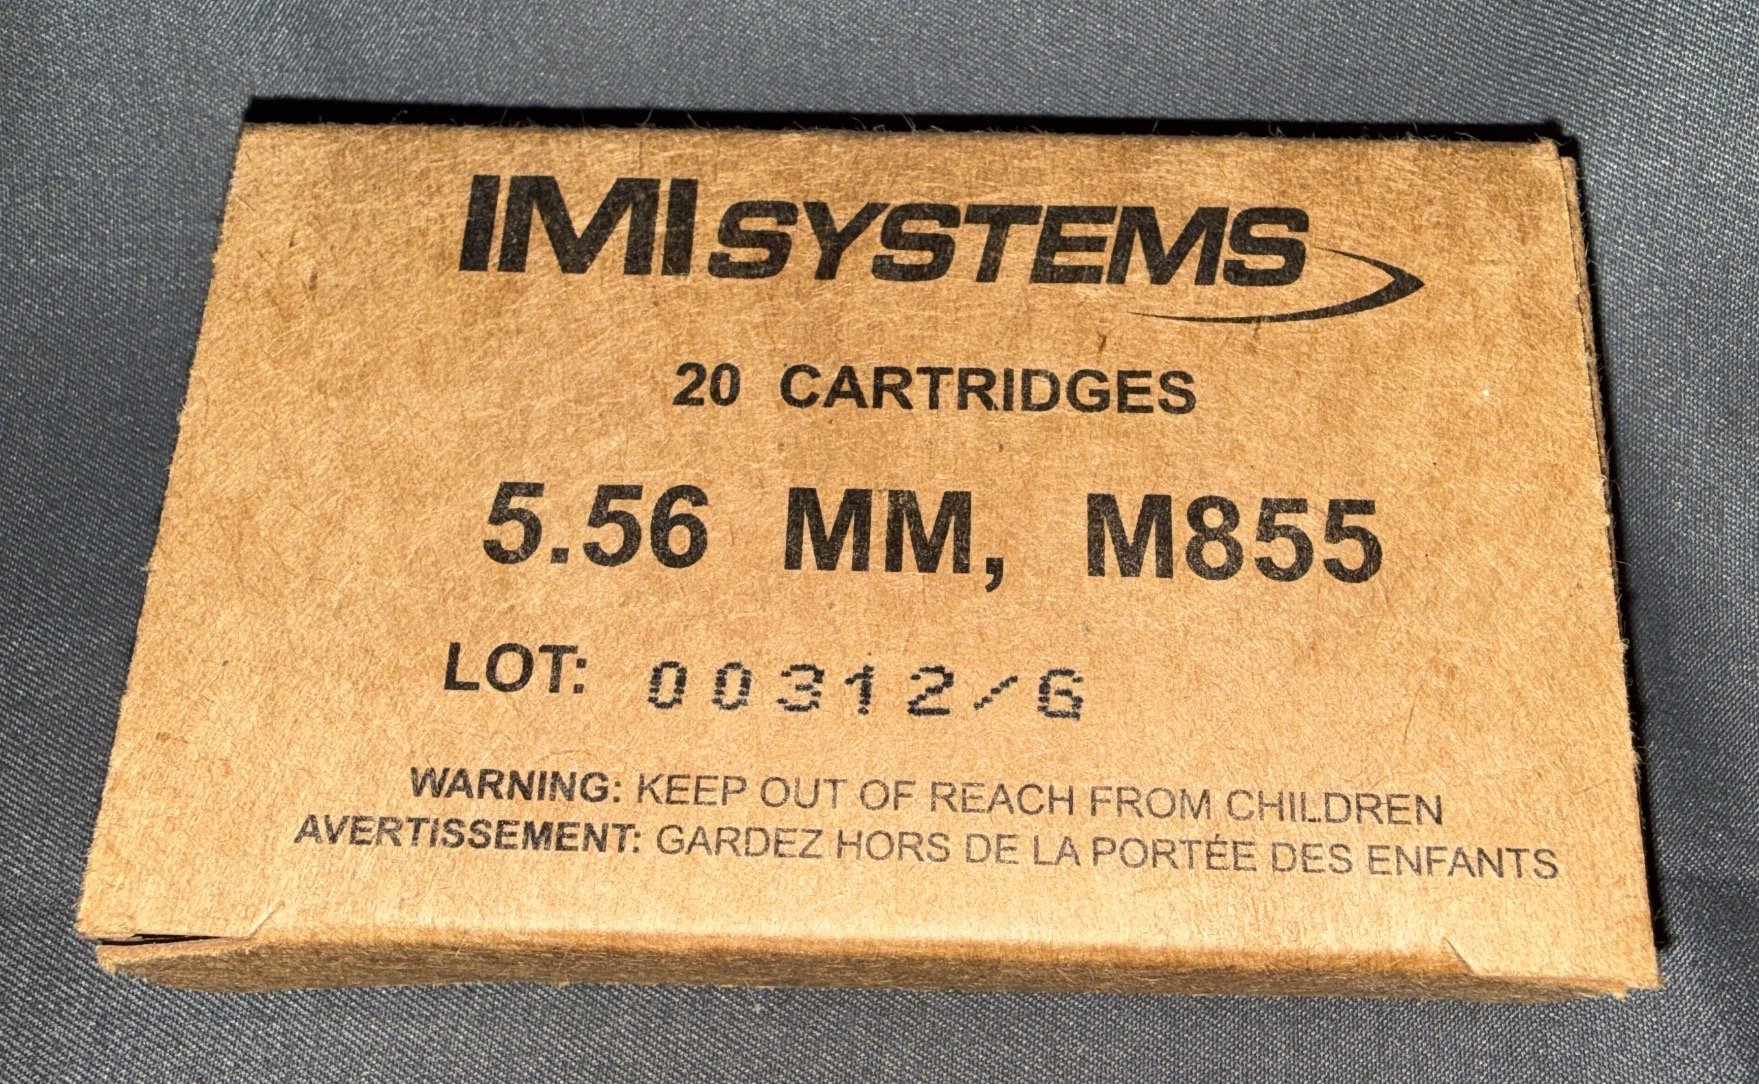 IMI SYSTEMS
20 CARTRIDGES
5.56 MM, M855
LOT: 00312/G
WARNING: KEEP OUT OF REACH FROM CHILDREN
AVERTISSEMENT: GARDEZ HORS DE LA PORTÉE DES ENFANTS